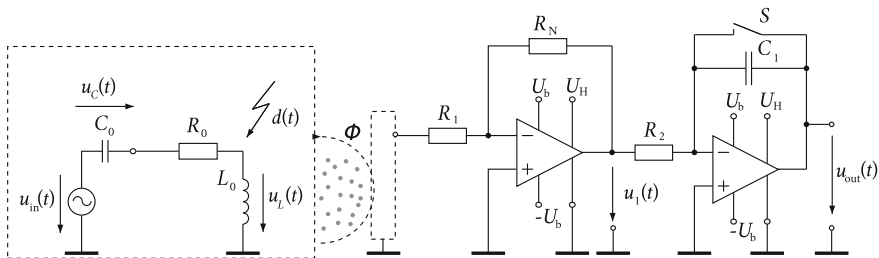 u_C(t)
C_0
R_0
d(t)
L_0
u_in(t)
u_L(t)
Φ
R_1
R_N
U_b
U_H
−
+
-U_b
u_1(t)
R_2
S
C_1
U_b
U_H
−
+
-U_b
u_out(t)